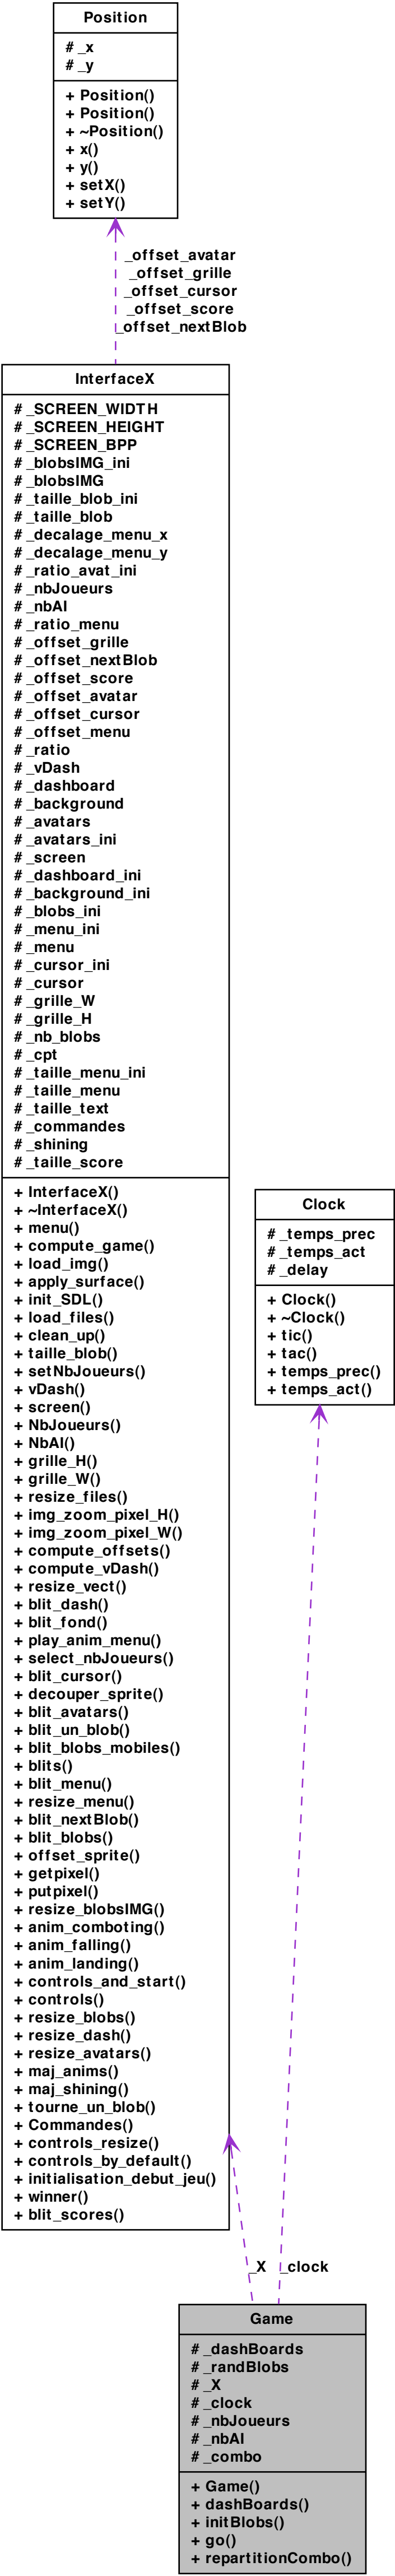 Position
# _x
# _y
+ Position()
+ Position()
+ ~Position()
+ x()
+ y()
+ setX()
+ setY()
_offset_avatar
_offset_grille
_offset_cursor
_offset_score
_offset_nextBlob
InterfaceX
# _SCREEN_WIDTH
# _SCREEN_HEIGHT
# _SCREEN_BPP
# _blobsIMG_ini
# _blobsIMG
# _taille_blob_ini
# _taille_blob
# _decalage_menu_x
# _decalage_menu_y
# _ratio_avat_ini
# _nbJoueurs
# _nbAI
# _ratio_menu
# _offset_grille
# _offset_nextBlob
# _offset_score
# _offset_avatar
# _offset_cursor
# _offset_menu
# _ratio
# _vDash
# _dashboard
# _background
# _avatars
# _avatars_ini
# _screen
# _dashboard_ini
# _background_ini
# _blobs_ini
# _menu_ini
# _menu
# _cursor_ini
# _cursor
# _grille_W
# _grille_H
# _nb_blobs
# _cpt
# _taille_menu_ini
# _taille_menu
# _taille_text
# _commandes
# _shining
# _taille_score
+ InterfaceX()
+ ~InterfaceX()
+ menu()
+ compute_game()
+ load_img()
+ apply_surface()
+ init_SDL()
+ load_files()
+ clean_up()
+ taille_blob()
+ setNbJoueurs()
+ vDash()
+ screen()
+ NbJoueurs()
+ NbAI()
+ grille_H()
+ grille_W()
+ resize_files()
+ img_zoom_pixel_H()
+ img_zoom_pixel_W()
+ compute_offsets()
+ compute_vDash()
+ resize_vect()
+ blit_dash()
+ blit_fond()
+ play_anim_menu()
+ select_nbJoueurs()
+ blit_cursor()
+ decouper_sprite()
+ blit_avatars()
+ blit_un_blob()
+ blit_blobs_mobiles()
+ blits()
+ blit_menu()
+ resize_menu()
+ blit_nextBlob()
+ blit_blobs()
+ offset_sprite()
+ getpixel()
+ putpixel()
+ resize_blobsIMG()
+ anim_comboting()
+ anim_falling()
+ anim_landing()
+ controls_and_start()
+ controls()
+ resize_blobs()
+ resize_dash()
+ resize_avatars()
+ maj_anims()
+ maj_shining()
+ tourne_un_blob()
+ Commandes()
+ controls_resize()
+ controls_by_default()
+ initialisation_debut_jeu()
+ winner()
+ blit_scores()
Clock
# _temps_prec
# _temps_act
# _delay
+ Clock()
+ ~Clock()
+ tic()
+ tac()
+ temps_prec()
+ temps_act()
_X
_clock
Game
# _dashBoards
# _randBlobs
# _X
# _clock
# _nbJoueurs
# _nbAI
# _combo
+ Game()
+ dashBoards()
+ initBlobs()
+ go()
+ repartitionCombo()